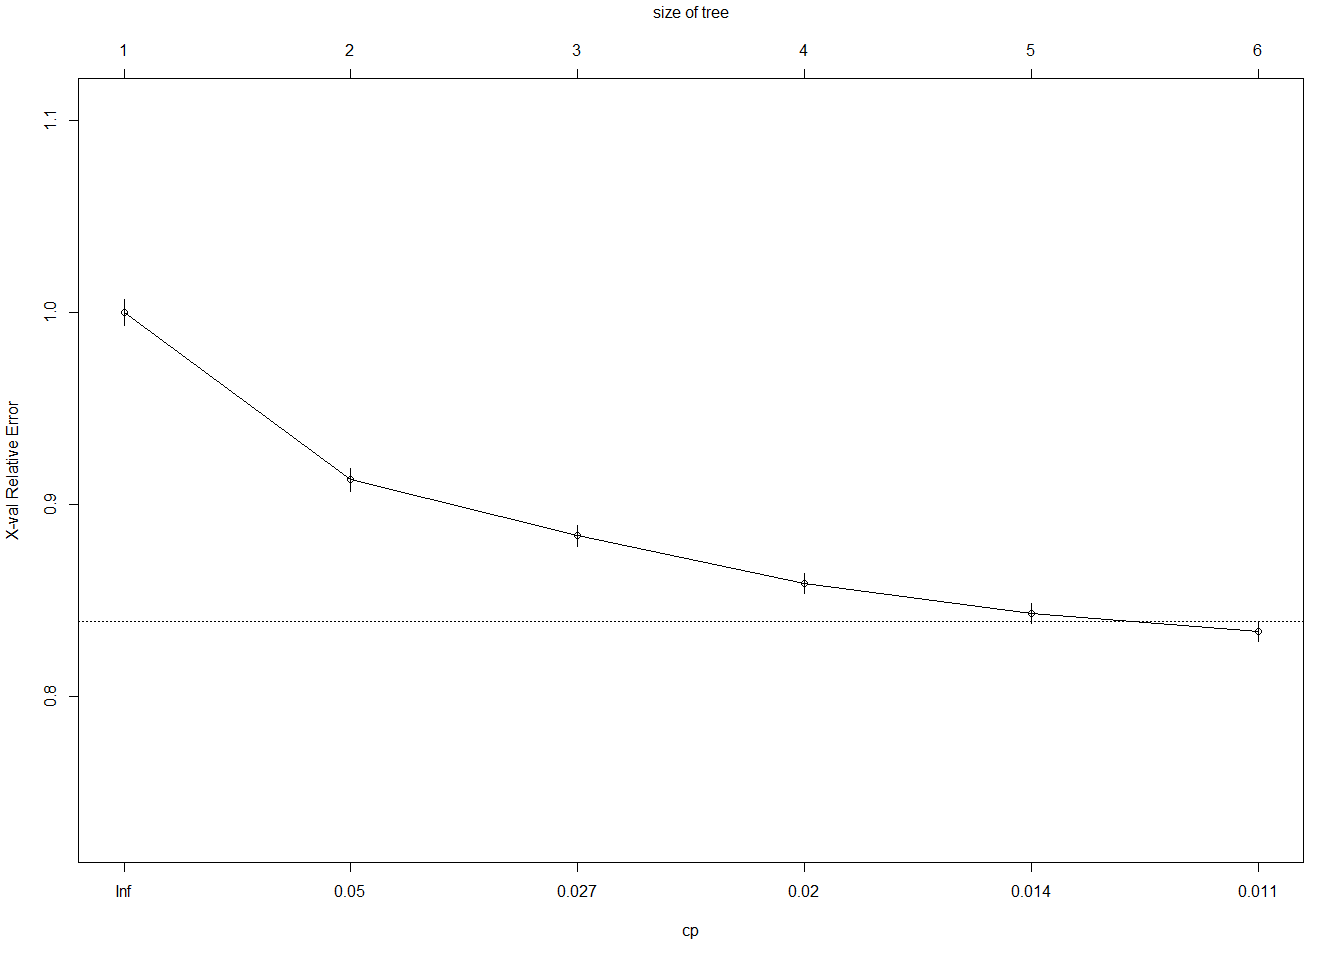 size of tree
1 2 3 4 5 6
1.1
1.0
0.9
0.8
X-val Relative Error
Inf 0.05 0.027 0.02 0.014 0.011
cp